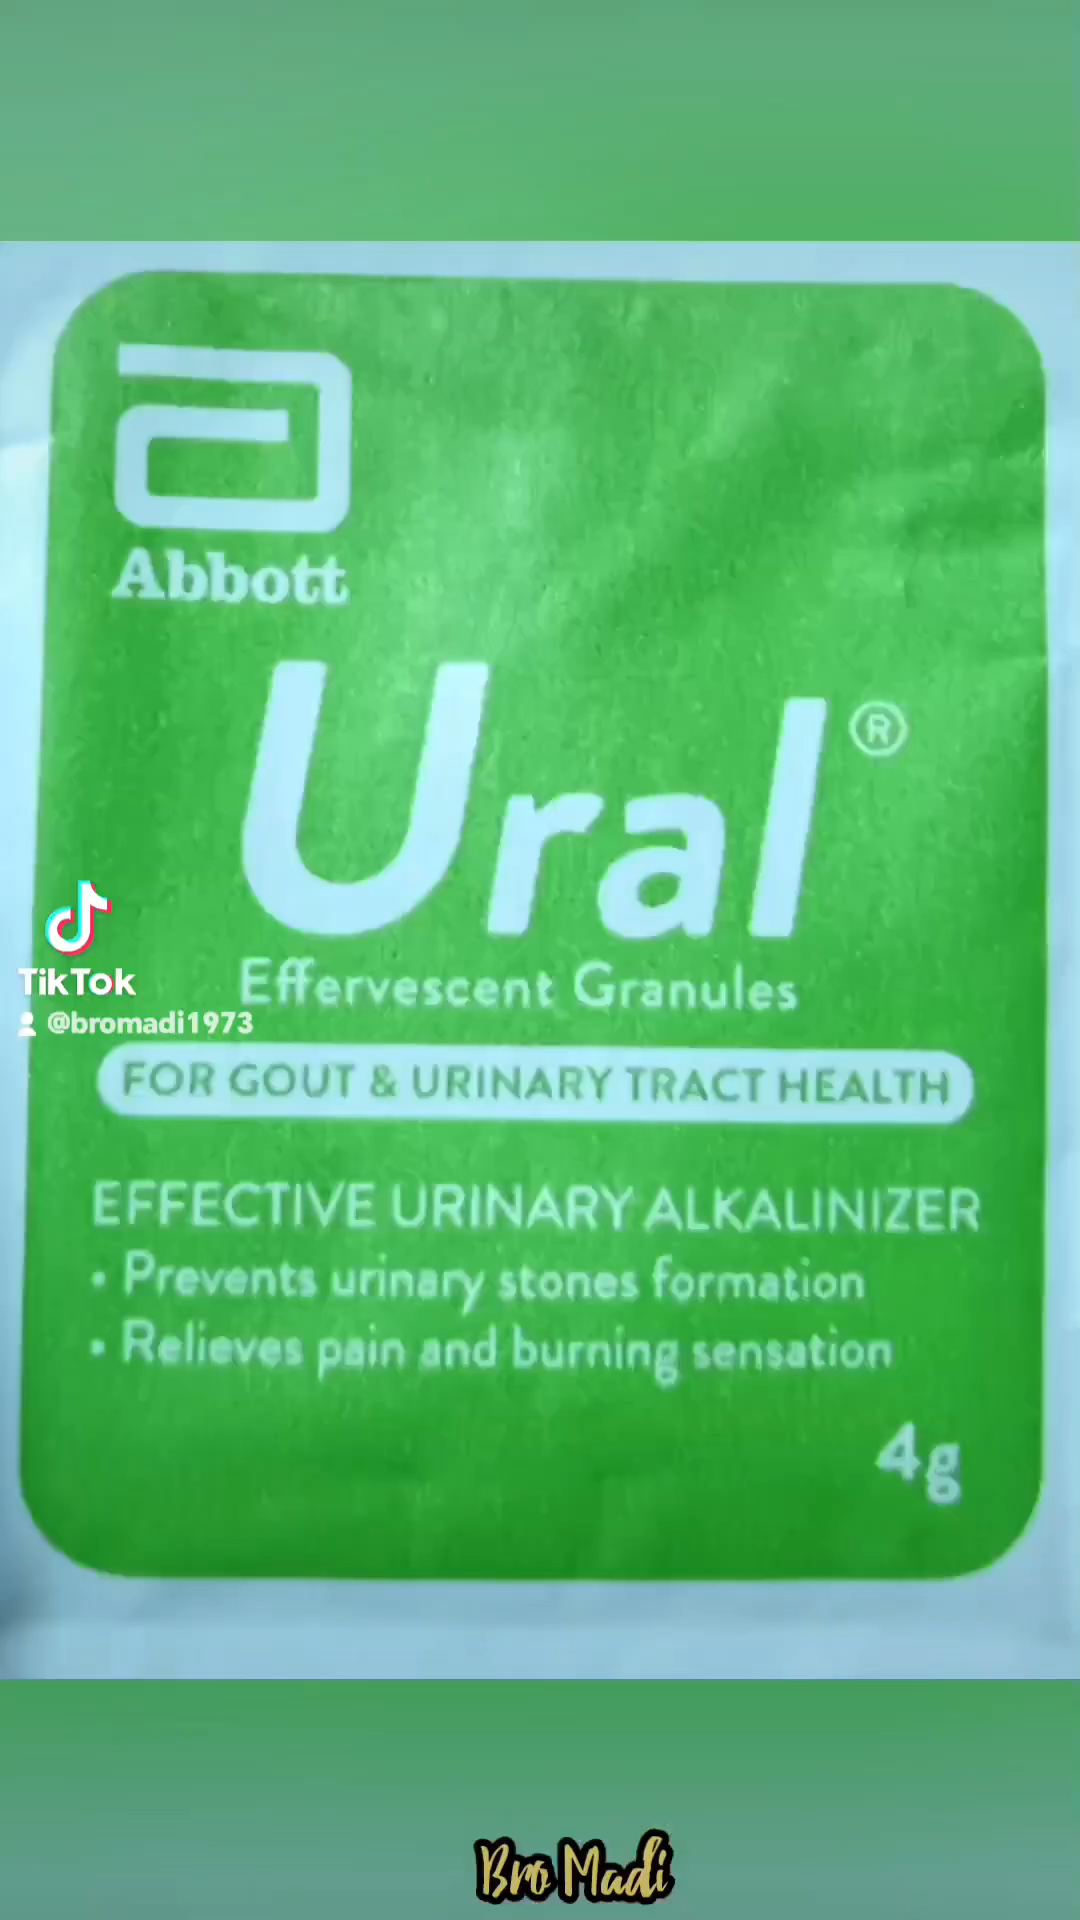 Abbott
Ural®
Effervescent Granules
FOR GOUT & URINARY TRACT HEALTH
EFFECTIVE URINARY ALKALINIZER
• Prevents urinary stones formation
• Relieves pain and burning sensation
4g
TikTok
@bromadi1973
Bro Madi